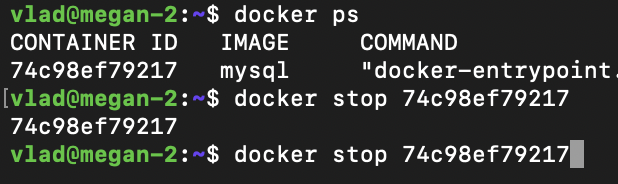 vlad@megan-2:~$ docker ps
CONTAINER ID   IMAGE     COMMAND
74c98ef79217   mysql     "docker-entrypoint.
vlad@megan-2:~$ docker stop 74c98ef79217
74c98ef79217
vlad@megan-2:~$ docker stop 74c98ef79217